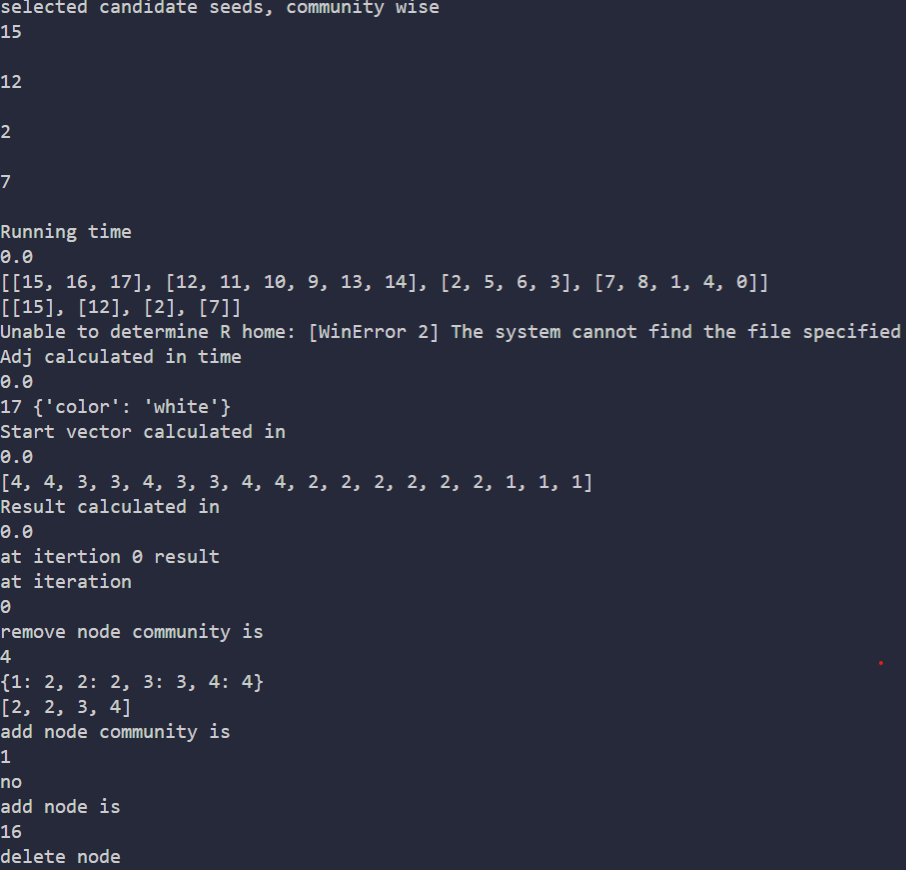 selected candidate seeds, community wise
15
12
2
7
Running time
0.0
[[15, 16, 17], [12, 11, 10, 9, 13, 14], [2, 5, 6, 3], [7, 8, 1, 4, 0]]
[[15], [12], [2], [7]]
Unable to determine R home: [WinError 2] The system cannot find the file specified
Adj calculated in time
0.0
17 {'color': 'white'}
Start vector calculated in
0.0
[4, 4, 3, 3, 4, 3, 3, 4, 4, 2, 2, 2, 2, 2, 2, 1, 1, 1]
Result calculated in
0.0
at itertion 0 result
at iteration
0
remove node community is
4
{1: 2, 2: 2, 3: 3, 4: 4}
[2, 2, 3, 4]
add node community is
1
no
add node is
16
delete node